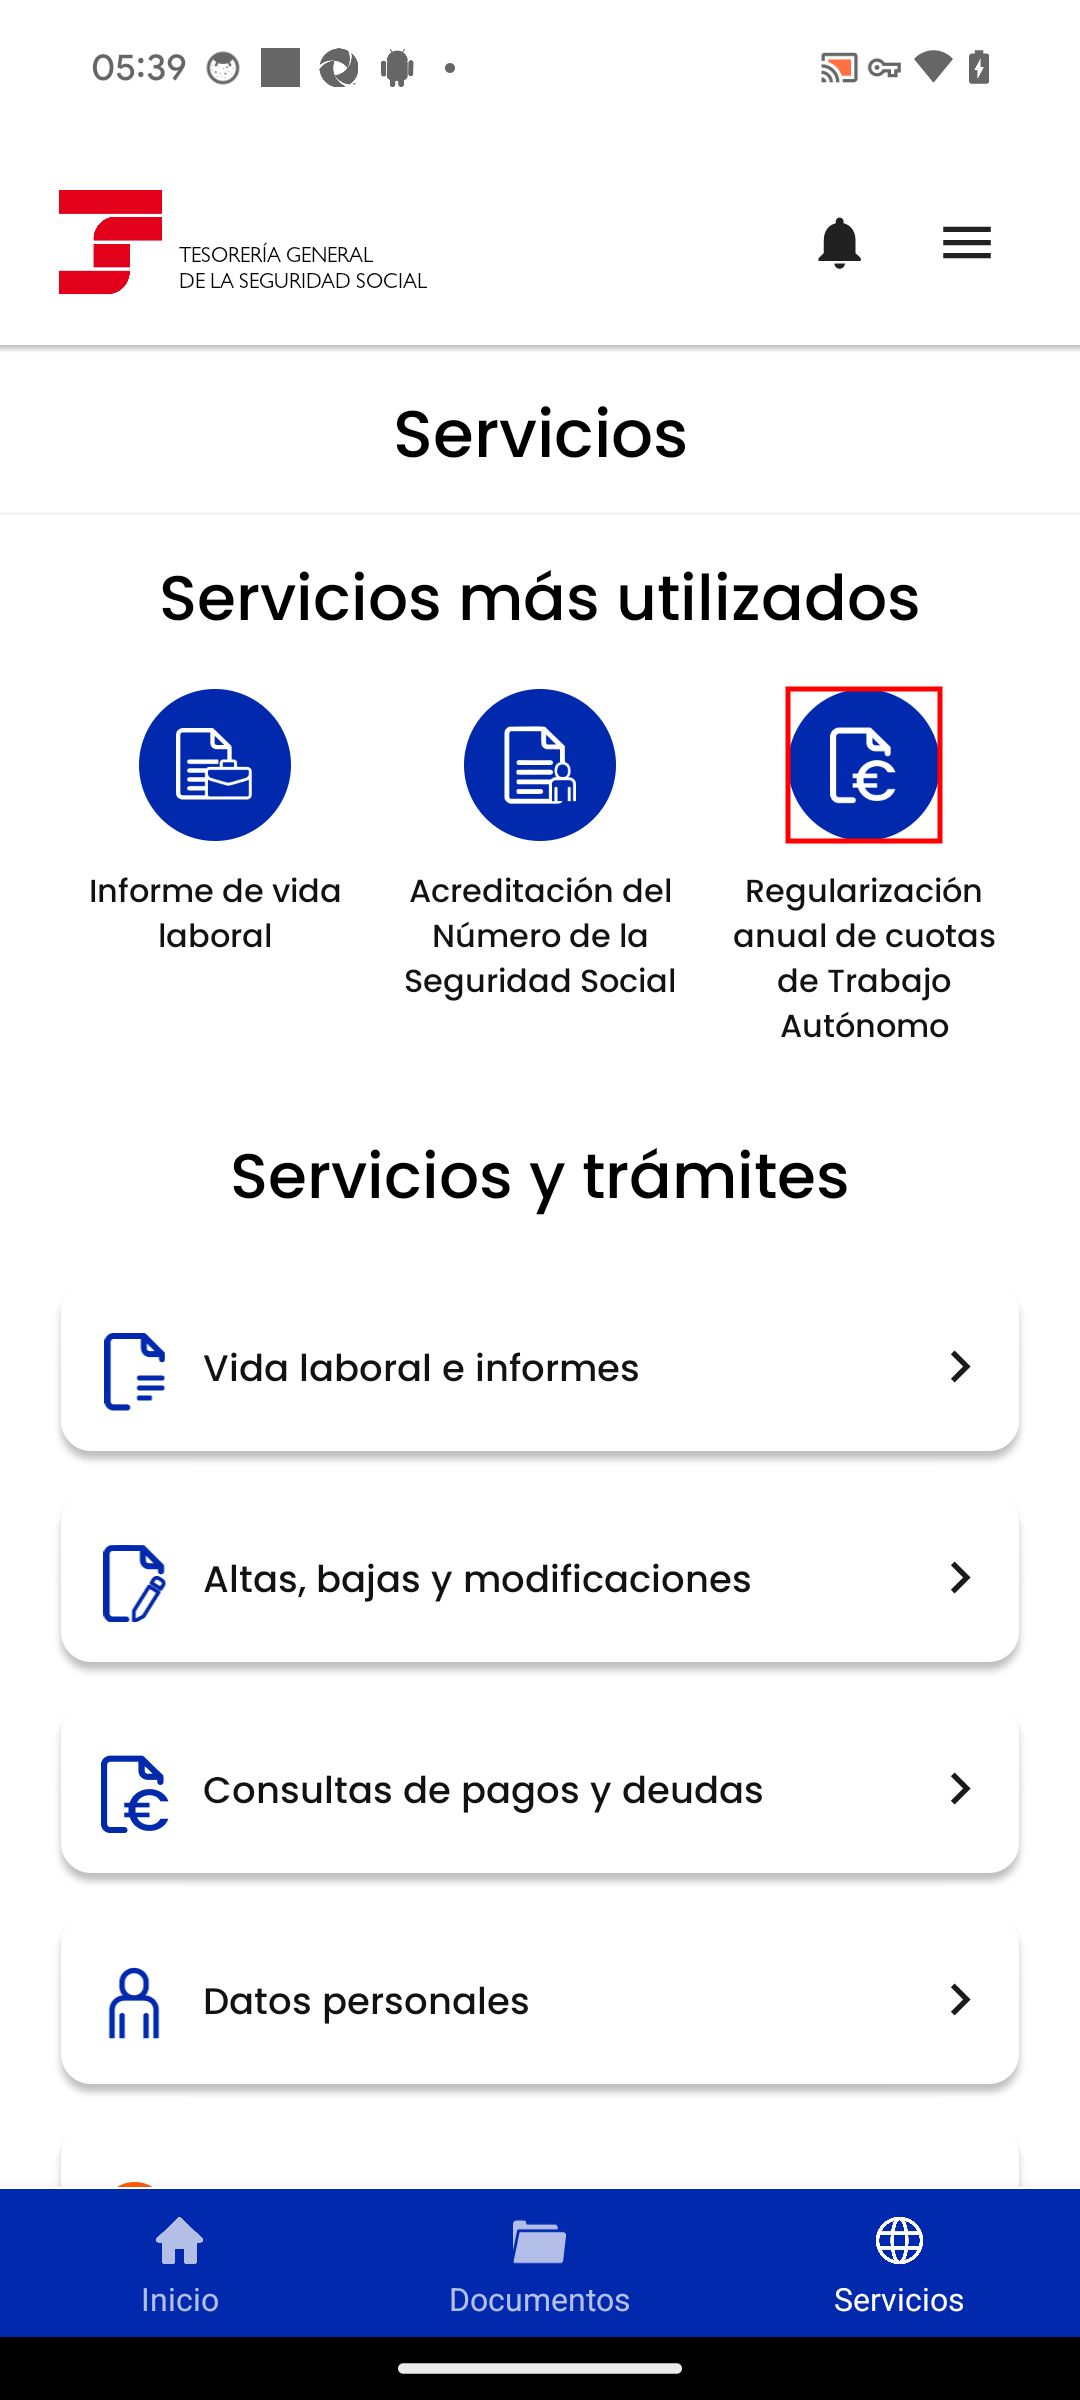 05:39
TESORERÍA GENERAL
DE LA SEGURIDAD SOCIAL
Servicios
Servicios más utilizados
Informe de vida
laboral
Acreditación del
Número de la
Seguridad Social
Regularización
anual de cuotas
de Trabajo
Autónomo
Servicios y trámites
Vida laboral e informes
Altas, bajas y modificaciones
Consultas de pagos y deudas
Datos personales
Inicio
Documentos
Servicios